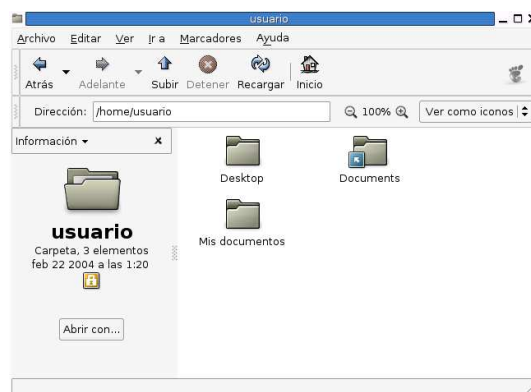 usuario
Archivo Editar Ver Ir a Marcadores Ayuda
Atrás Adelante Subir Detener Recargar Inicio
Dirección: /home/usuario 100% Ver como iconos
Información
usuario
Carpeta, 3 elementos
feb 22 2004 a las 1:20
Abrir con...
Desktop Documents
Mis documentos